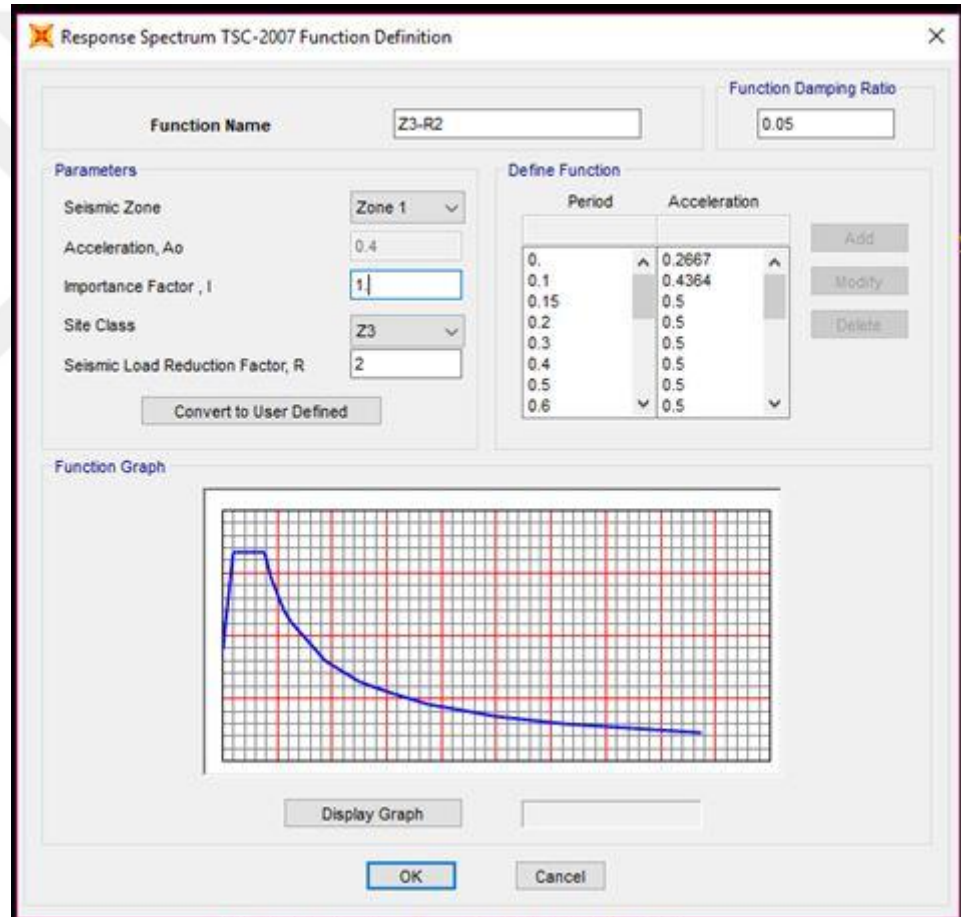 Response Spectrum TSC-2007 Function Definition
Function Damping Ratio
Function Name Z3-R2 0.05
Parameters
Define Function
Seismic Zone Zone 1
Acceleration, Ao 0.4
Importance Factor , I 1.
Site Class Z3
Seismic Load Reduction Factor, R 2
Convert to User Defined
Period Acceleration
0. 0.2667
0.1 0.4364
0.15 0.5
0.2 0.5
0.3 0.5
0.4 0.5
0.5 0.5
0.6 0.5
Add
Modify
Delete
Function Graph
Display Graph
OK Cancel